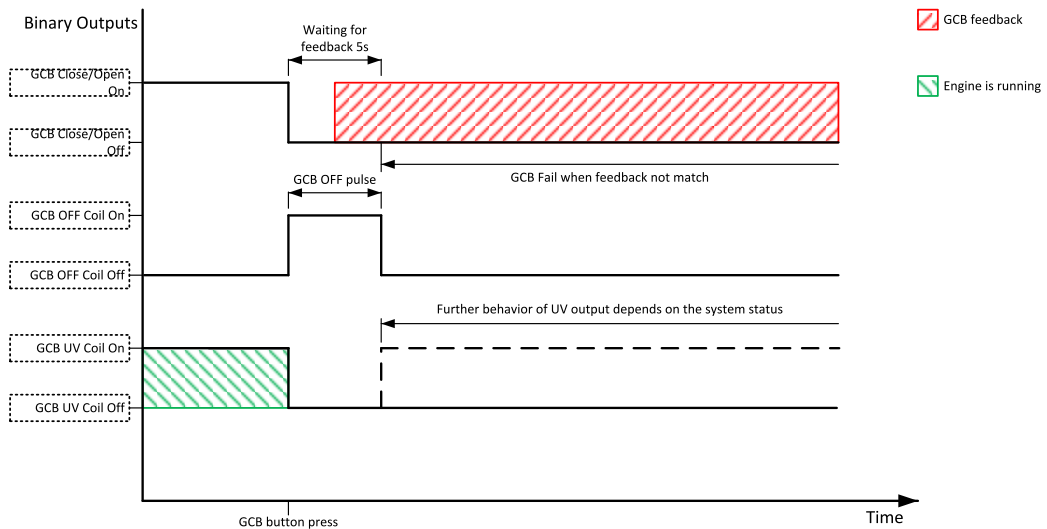 Binary Outputs
Waiting for
feedback 5s
GCB feedback
Engine is running
GCB Close/Open
On
GCB Close/Open
Off
GCB Fail when feedback not match
GCB OFF pulse
GCB OFF Coil On
GCB OFF Coil Off
Further behavior of UV output depends on the system status
GCB UV Coil On
GCB UV Coil Off
Time
GCB button press